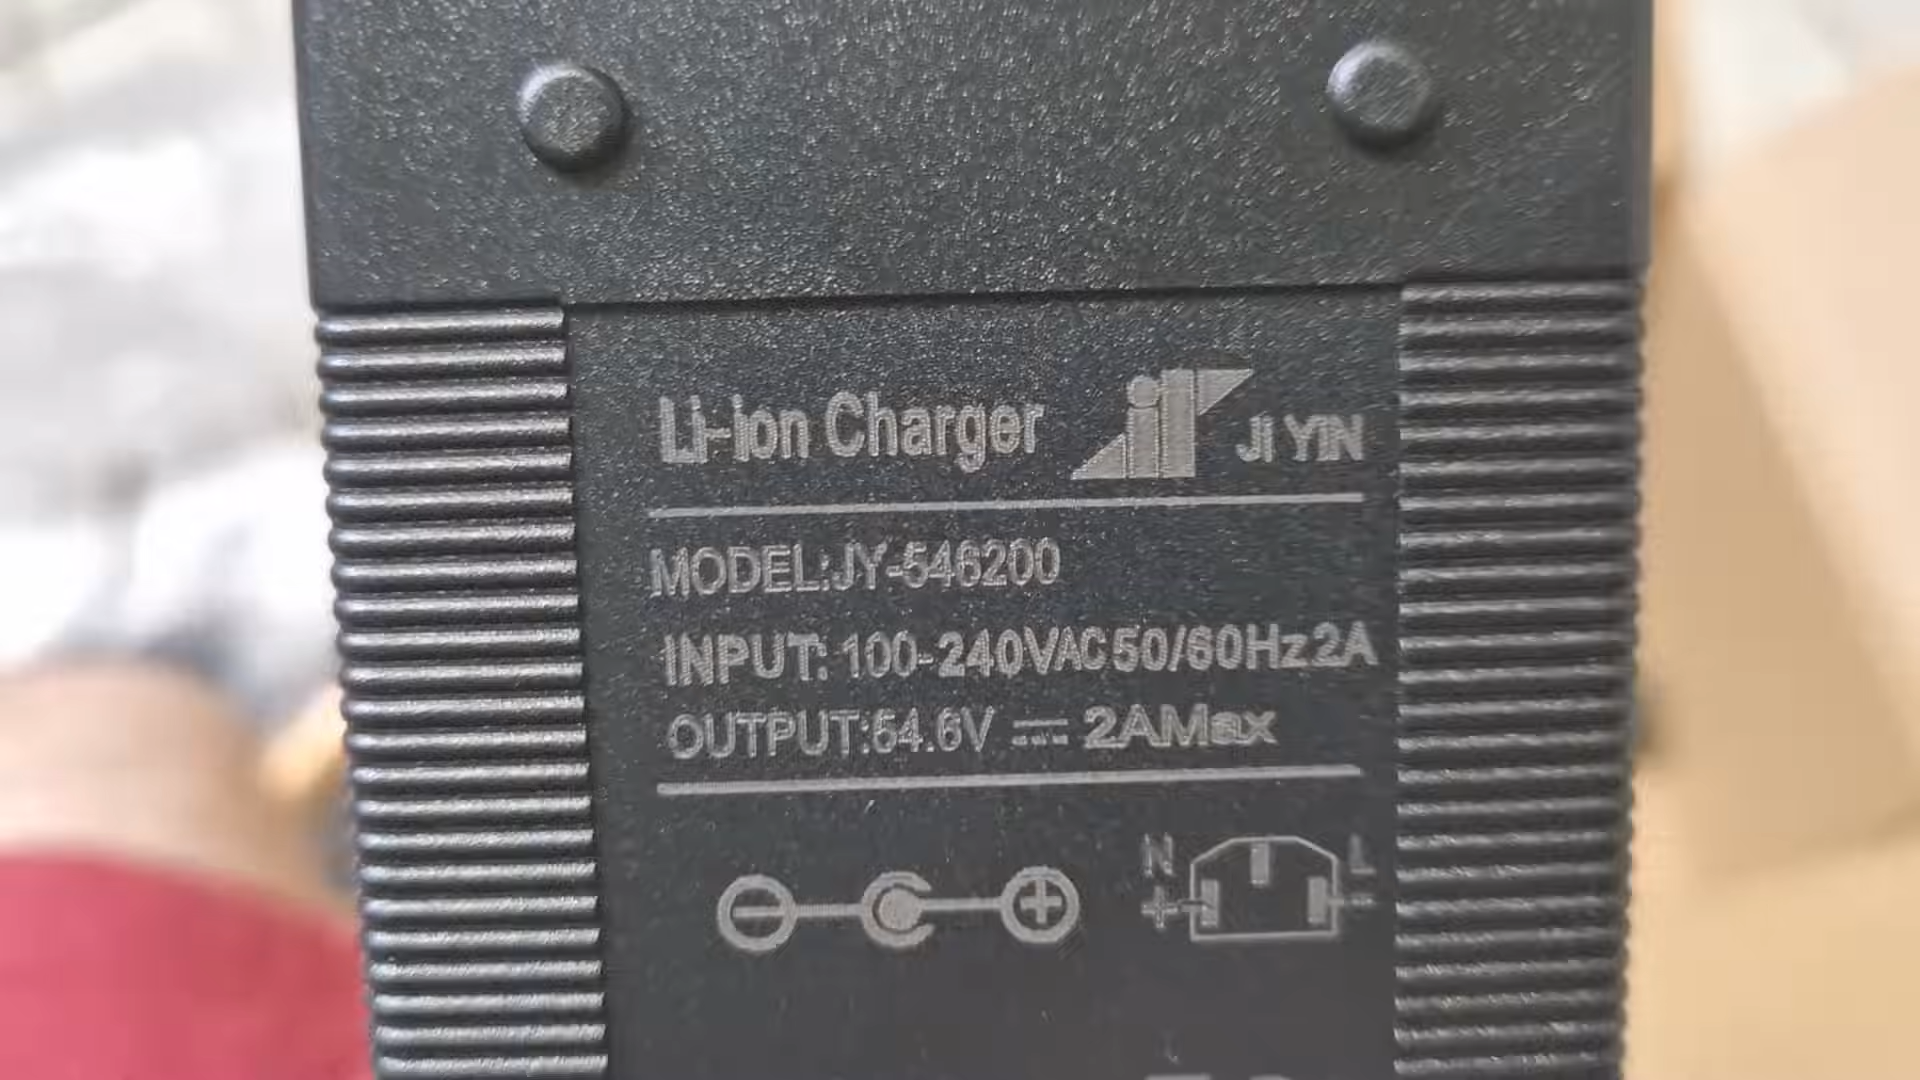 Li-ion Charger JI YIN
MODEL:JY-546200
INPUT: 100-240VAC50/60Hz2A
OUTPUT:54.6V ⎓ 2AMax
N L
+ -